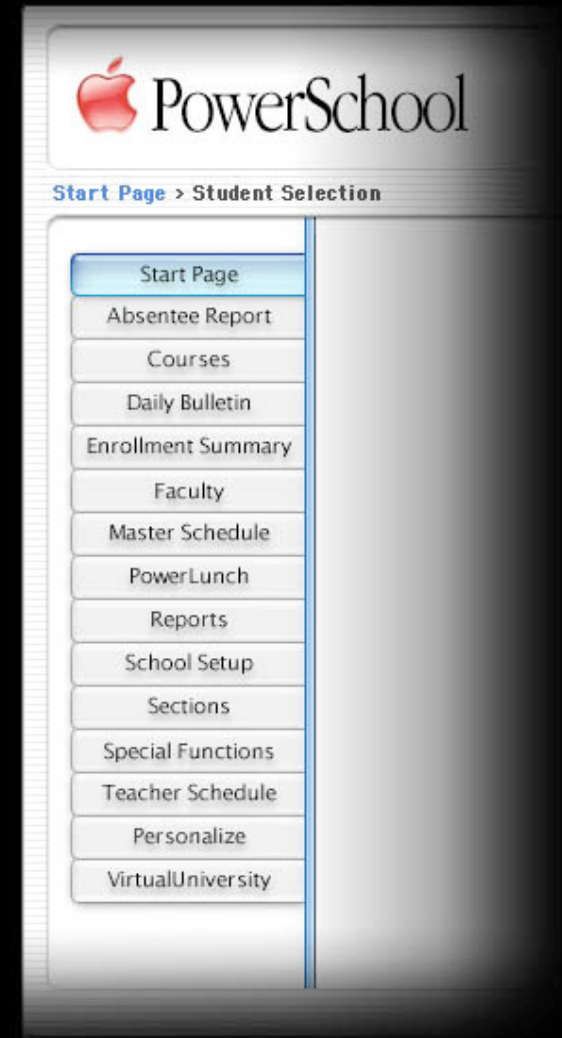 PowerSchool
Start Page > Student Selection
Start Page
Absentee Report
Courses
Daily Bulletin
Enrollment Summary
Faculty
Master Schedule
PowerLunch
Reports
School Setup
Sections
Special Functions
Teacher Schedule
Personalize
VirtualUniversity